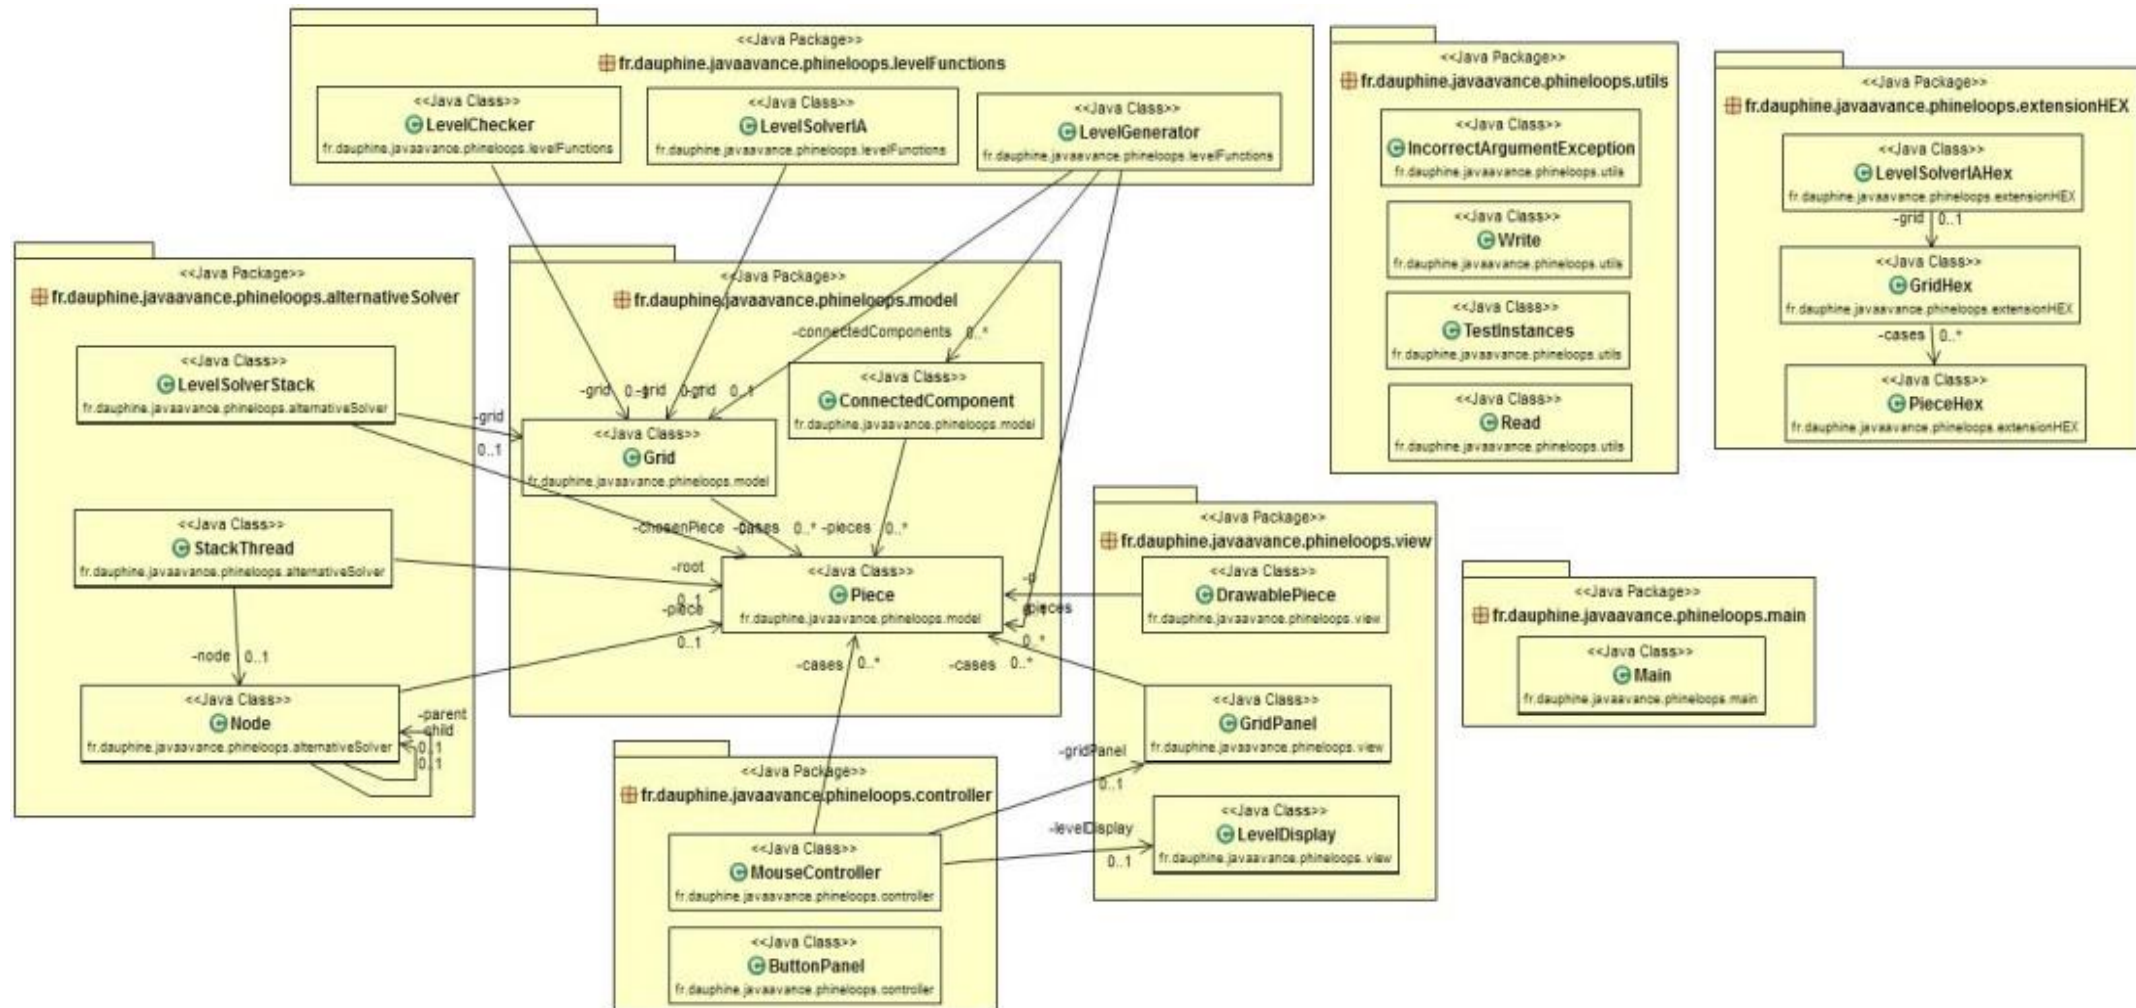 <<Java Package>>
fr.dauphine.javaavance.phineloops.levelFunctions
<<Java Class>>
LevelChecker
fr.dauphine.javaavance.phineloops.levelFunctions
<<Java Class>>
LevelSolverIA
fr.dauphine.javaavance.phineloops.levelFunctions
<<Java Class>>
LevelGenerator
fr.dauphine.javaavance.phineloops.levelFunctions
<<Java Package>>
fr.dauphine.javaavance.phineloops.utils
<<Java Class>>
IncorrectArgumentException
fr.dauphine.javaavance.phineloops.utils
<<Java Class>>
Write
fr.dauphine.javaavance.phineloops.utils
<<Java Class>>
TestInstances
fr.dauphine.javaavance.phineloops.utils
<<Java Class>>
Read
fr.dauphine.javaavance.phineloops.utils
<<Java Package>>
fr.dauphine.javaavance.phineloops.extensionHEX
<<Java Class>>
LevelSolverIAHex
fr.dauphine.javaavance.phineloops.extensionHEX
-grid 0..1
<<Java Class>>
GridHex
fr.dauphine.javaavance.phineloops.extensionHEX
-cases 0..*
<<Java Class>>
PieceHex
fr.dauphine.javaavance.phineloops.extensionHEX
<<Java Package>>
fr.dauphine.javaavance.phineloops.alternativeSolver
<<Java Class>>
LevelSolverStack
fr.dauphine.javaavance.phineloops.alternativeSolver
-grid
0..1
<<Java Class>>
StackThread
fr.dauphine.javaavance.phineloops.alternativeSolver
-root
0..1
-node 0..1
<<Java Class>>
Node
fr.dauphine.javaavance.phineloops.alternativeSolver
-parent
-child
0..1
0..1
-piece
0..1
<<Java Package>>
fr.dauphine.javaavance.phineloops.model
-connectedComponents 0..*
-grid
-grid
-grid 0..1
<<Java Class>>
ConnectedComponent
fr.dauphine.javaavance.phineloops.model
<<Java Class>>
Grid
fr.dauphine.javaavance.phineloops.model
-chosenPiece
-cases 0..*
-pieces 0..*
<<Java Class>>
Piece
fr.dauphine.javaavance.phineloops.model
-cases 0..*
<<Java Package>>
fr.dauphine.javaavance.phineloops.view
<<Java Class>>
DrawablePiece
fr.dauphine.javaavance.phineloops.view
-p
-pieces
0..*
-cases 0..*
<<Java Class>>
GridPanel
fr.dauphine.javaavance.phineloops.view
-gridPanel
0..1
<<Java Class>>
LevelDisplay
fr.dauphine.javaavance.phineloops.view
-levelDisplay
0..1
<<Java Package>>
fr.dauphine.javaavance.phineloops.main
<<Java Class>>
Main
fr.dauphine.javaavance.phineloops.main
<<Java Package>>
fr.dauphine.javaavance.phineloops.controller
<<Java Class>>
MouseController
fr.dauphine.javaavance.phineloops.controller
<<Java Class>>
ButtonPanel
fr.dauphine.javaavance.phineloops.controller